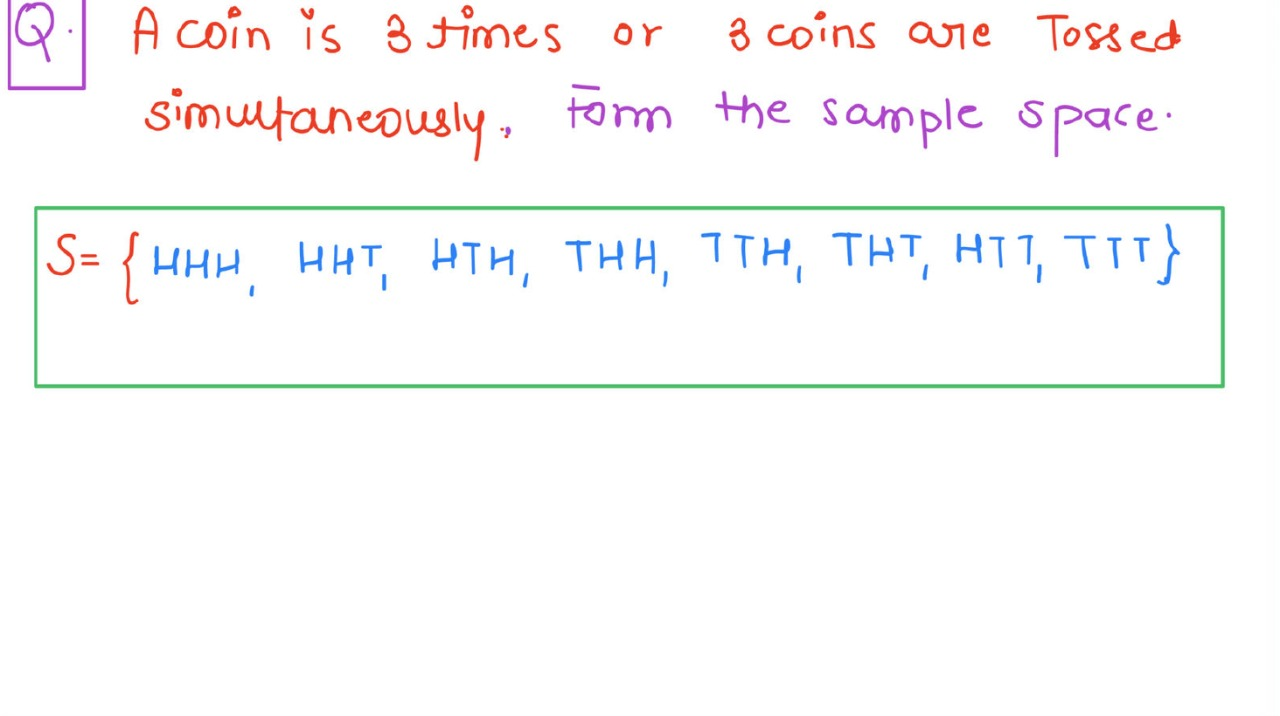 Q. A coin is 3 times or 3 coins are Tossed
simultaneously. Form the sample space.
S= { HHH, HHT, HTH, THH, TTH, THT, HTT, TTT}